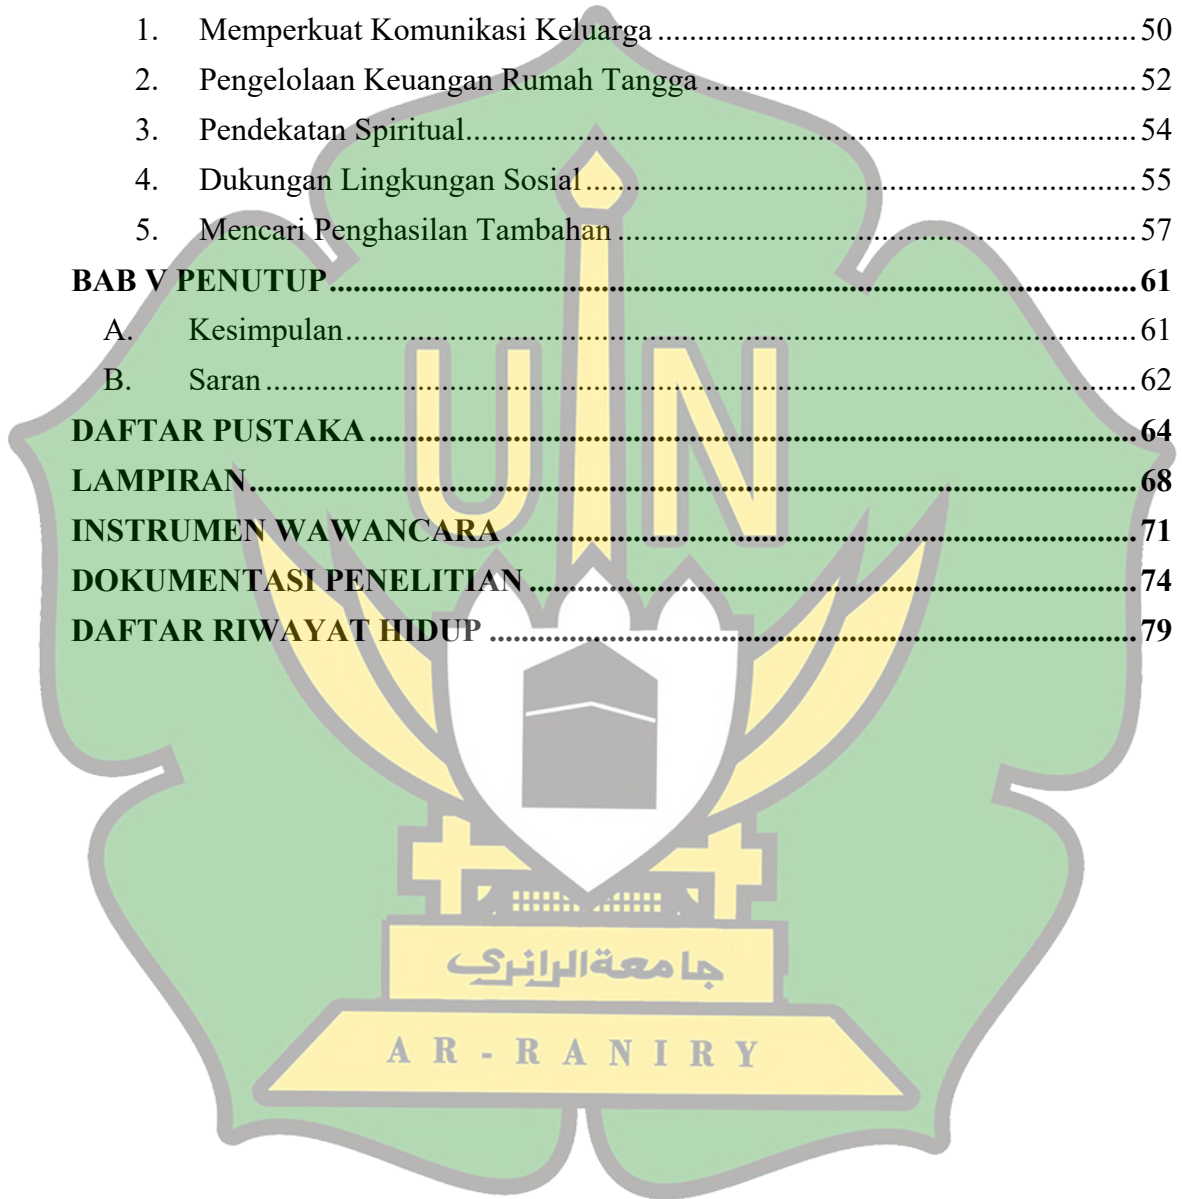 1. Memperkuat Komunikasi Keluarga ........................................................... 50
2. Pengelolaan Keuangan Rumah Tangga ..................................................... 52
3. Pendekatan Spiritual................................................................................... 54
4. Dukungan Lingkungan Sosial.................................................................... 55
5. Mencari Penghasilan Tambahan ................................................................ 57
BAB V PENUTUP.................................................................................................... 61
A. Kesimpulan.................................................................................................. 61
B. Saran ............................................................................................................ 62
DAFTAR PUSTAKA ............................................................................................... 64
LAMPIRAN.............................................................................................................. 68
INSTRUMEN WAWANCARA ............................................................................... 71
DOKUMENTASI PENELITIAN ............................................................................ 74
DAFTAR RIWAYAT HIDUP ................................................................................. 79
UIN
جامعةالرانري
AR-RANIRY